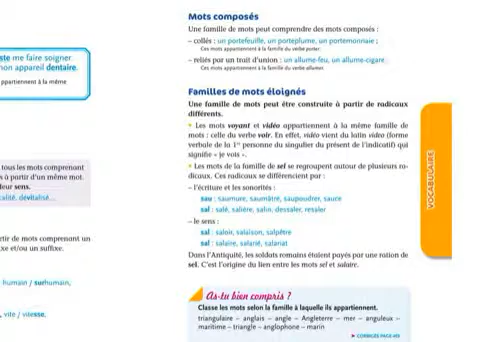 ste me faire soigner.
non appareil dentaire.
ppartiennent à la même
tous les mots comprenant
s à partir d'un même mot.
leur sens.
calité, dévitalisé...
rtir de mots comprenant un
xe et/ou un suffixe.
humain / surhumain,
, vite / vitesse.
Mots composés
Une famille de mots peut comprendre des mots composés :
– collés : un portefeuille, un porteplume, un portemonnaie ;
Ces mots appartiennent à la famille du verbe porter.
– reliés par un trait d'union : un allume-feu, un allume-cigare.
Ces mots appartiennent à la famille du verbe allumer.
Familles de mots éloignés
Une famille de mots peut être construite à partir de radicaux
différents.
• Les mots voyant et vidéo appartiennent à la même famille de
mots : celle du verbe voir. En effet, vidéo vient du latin video (forme
verbale de la 1re personne du singulier du présent de l'indicatif) qui
signifie « je vois ».
• Les mots de la famille de sel se regroupent autour de plusieurs ra-
dicaux. Ces radicaux se différencient par :
– l'écriture et les sonorités :
sau : saumure, saumâtre, saupoudrer, sauce
sal : salé, salière, salin, dessaler, resaler
– le sens :
sal : saloir, salaison, salpêtre
sal : salaire, salarié, salariat
Dans l'Antiquité, les soldats romains étaient payés par une ration de
sel. C'est l'origine du lien entre les mots sel et salaire.
As-tu bien compris ?
Classe les mots selon la famille à laquelle ils appartiennent.
triangulaire – anglais – angle – Angleterre – mer – anguleux –
maritime – triangle – anglophone – marin
VOCABULAIRE